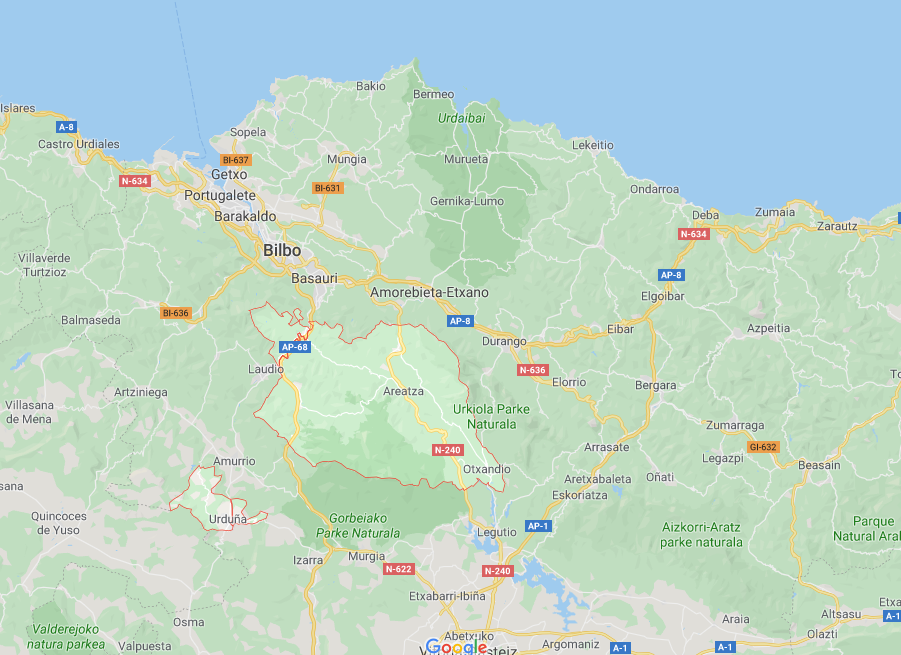 Bakio
Bermeo
Islares
Urdaibai
A-8
Sopela
Castro Urdiales
Lekeitio
BI-637
Mungia
Murueta
Getxo
N-634
BI-631
Ondarroa
Portugalete
Gernika-Lumo
Barakaldo
Deba
Zumaia
Zarautz
N-634
Bilbo
Villaverde
Turtzioz
Basauri
AP-8
Amorebieta-Etxano
Elgoibar
BI-636
Balmaseda
AP-8
Eibar
Azpeitia
AP-68
Durango
Laudio
N-636
Elorrio
Bergara
Artziniega
Areatza
Villasana
de Mena
Urkiola Parke
Naturala
Zumarraga
N-240
Arrasate
GI-632
Legazpi
Amurrio
Otxandio
Beasain
Aretxabaleta
Oñati
Eskoriatza
Urduña
Quincoces
de Yuso
Gorbeiako
Parke Naturala
AP-1
Legutio
Aizkorri-Aratz
parke naturala
Parque
Natural Aral
Izarra
Murgia
N-622
N-240
Etxabarri-Ibiña
Altsasu
A-1
Osma
Araia
Valderejoko
natura parkea
Olazti
Abetxuko
Valpuesta
Google
Argomaniz
A-1
A-1